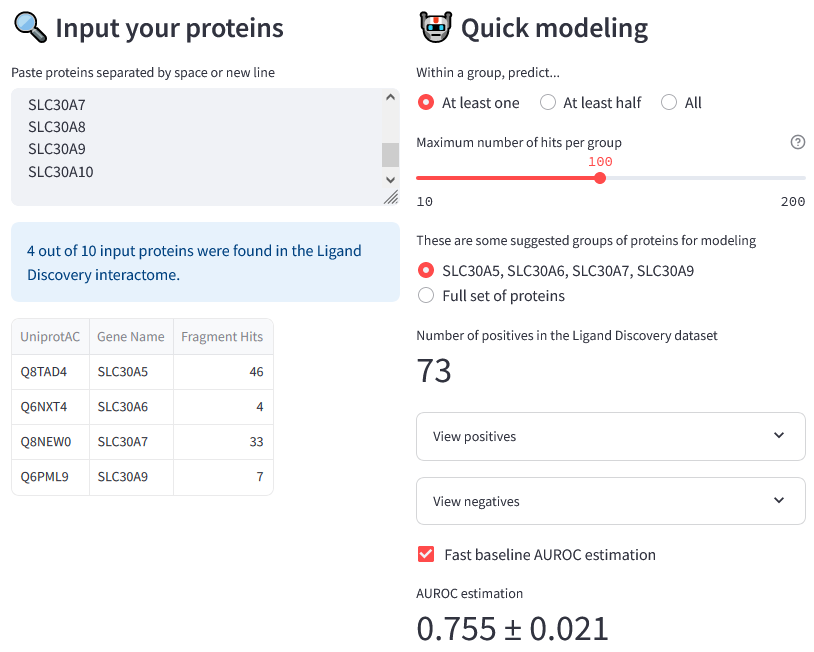 Input your proteins
Paste proteins separated by space or new line
SLC30A7
SLC30A8
SLC30A9
SLC30A10
4 out of 10 input proteins were found in the Ligand
Discovery interactome.
UniprotAC Gene Name Fragment Hits
Q8TAD4 SLC30A5 46
Q6NXT4 SLC30A6 4
Q8NEW0 SLC30A7 33
Q6PML9 SLC30A9 7
Quick modeling
Within a group, predict...
At least one At least half All
Maximum number of hits per group
100
10 200
These are some suggested groups of proteins for modeling
SLC30A5, SLC30A6, SLC30A7, SLC30A9
Full set of proteins
Number of positives in the Ligand Discovery dataset
73
View positives
View negatives
Fast baseline AUROC estimation
AUROC estimation
0.755 ± 0.021